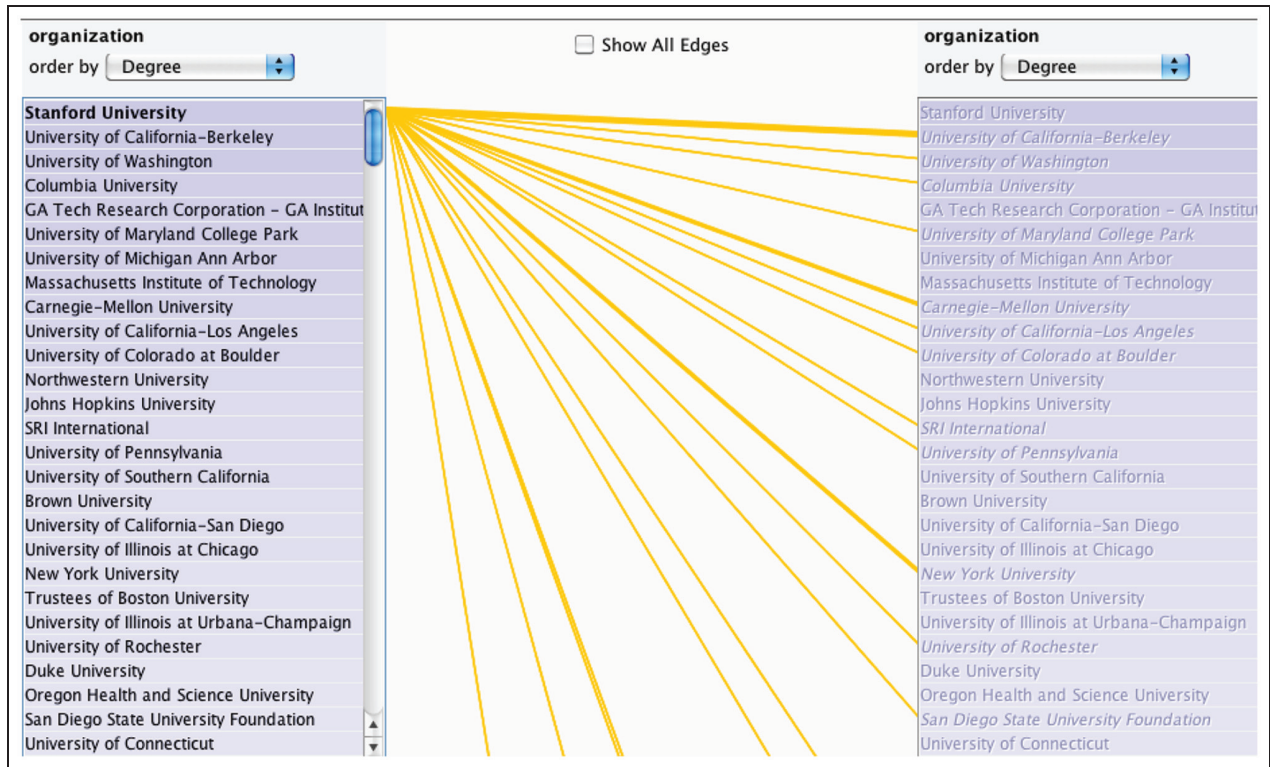 organization
order by Degree
Show All Edges
organization
order by Degree
Stanford University
University of California-Berkeley
University of Washington
Columbia University
GA Tech Research Corporation - GA Institut
University of Maryland College Park
University of Michigan Ann Arbor
Massachusetts Institute of Technology
Carnegie-Mellon University
University of California-Los Angeles
University of Colorado at Boulder
Northwestern University
Johns Hopkins University
SRI International
University of Pennsylvania
University of Southern California
Brown University
University of California-San Diego
University of Illinois at Chicago
New York University
Trustees of Boston University
University of Illinois at Urbana-Champaign
University of Rochester
Duke University
Oregon Health and Science University
San Diego State University Foundation
University of Connecticut
Stanford University
University of California-Berkeley
University of Washington
Columbia University
GA Tech Research Corporation - GA Institut
University of Maryland College Park
University of Michigan Ann Arbor
Massachusetts Institute of Technology
Carnegie-Mellon University
University of California-Los Angeles
University of Colorado at Boulder
Northwestern University
Johns Hopkins University
SRI International
University of Pennsylvania
University of Southern California
Brown University
University of California-San Diego
University of Illinois at Chicago
New York University
Trustees of Boston University
University of Illinois at Urbana-Champaign
University of Rochester
Duke University
Oregon Health and Science University
San Diego State University Foundation
University of Connecticut